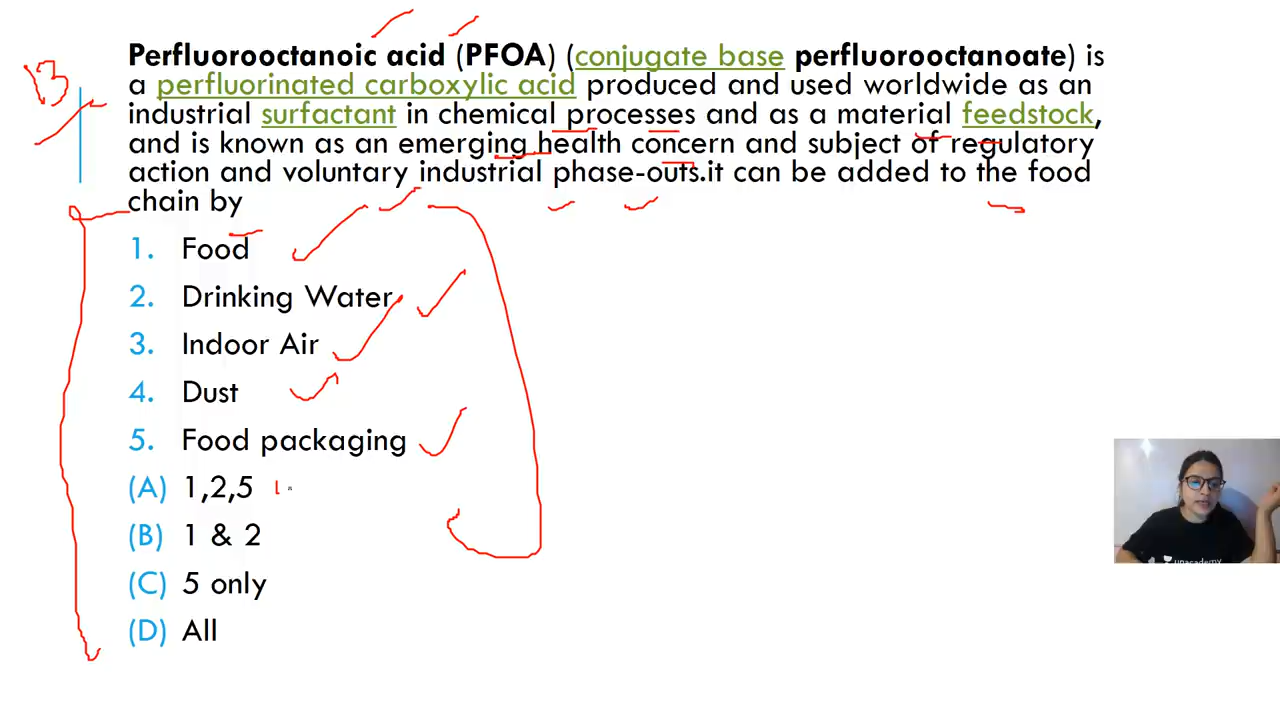 Perfluorooctanoic acid (PFOA) (conjugate base perfluorooctanoate) is
a perfluorinated carboxylic acid produced and used worldwide as an
industrial surfactant in chemical processes and as a material feedstock,
and is known as an emerging health concern and subject of regulatory
action and voluntary industrial phase-outs.it can be added to the food
chain by
1. Food
2. Drinking Water
3. Indoor Air
4. Dust
5. Food packaging
(A) 1,2,5
(B) 1 & 2
(C) 5 only
(D) All
unacademy